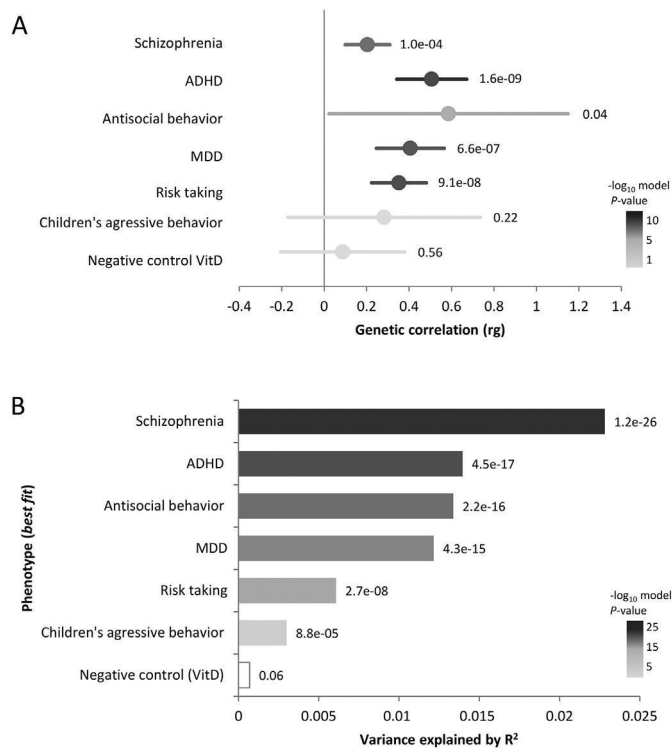 A
Schizophrenia
1.0e-04
ADHD
1.6e-09
Antisocial behavior
0.04
MDD
6.6e-07
Risk taking
9.1e-08
Children's agressive behavior
0.22
Negative control VitD
0.56
-log10 model
P-value
10
5
1
-0.4 -0.2 0 0.2 0.4 0.6 0.8 1 1.2 1.4
Genetic correlation (rg)
B
Phenotype (best fit)
Schizophrenia
1.2e-26
ADHD
4.5e-17
Antisocial behavior
2.2e-16
MDD
4.3e-15
Risk taking
2.7e-08
Children's agressive behavior
8.8e-05
Negative control (VitD)
0.06
-log10 model
P-value
25
15
5
0 0.005 0.01 0.015 0.02 0.025
Variance explained by R2